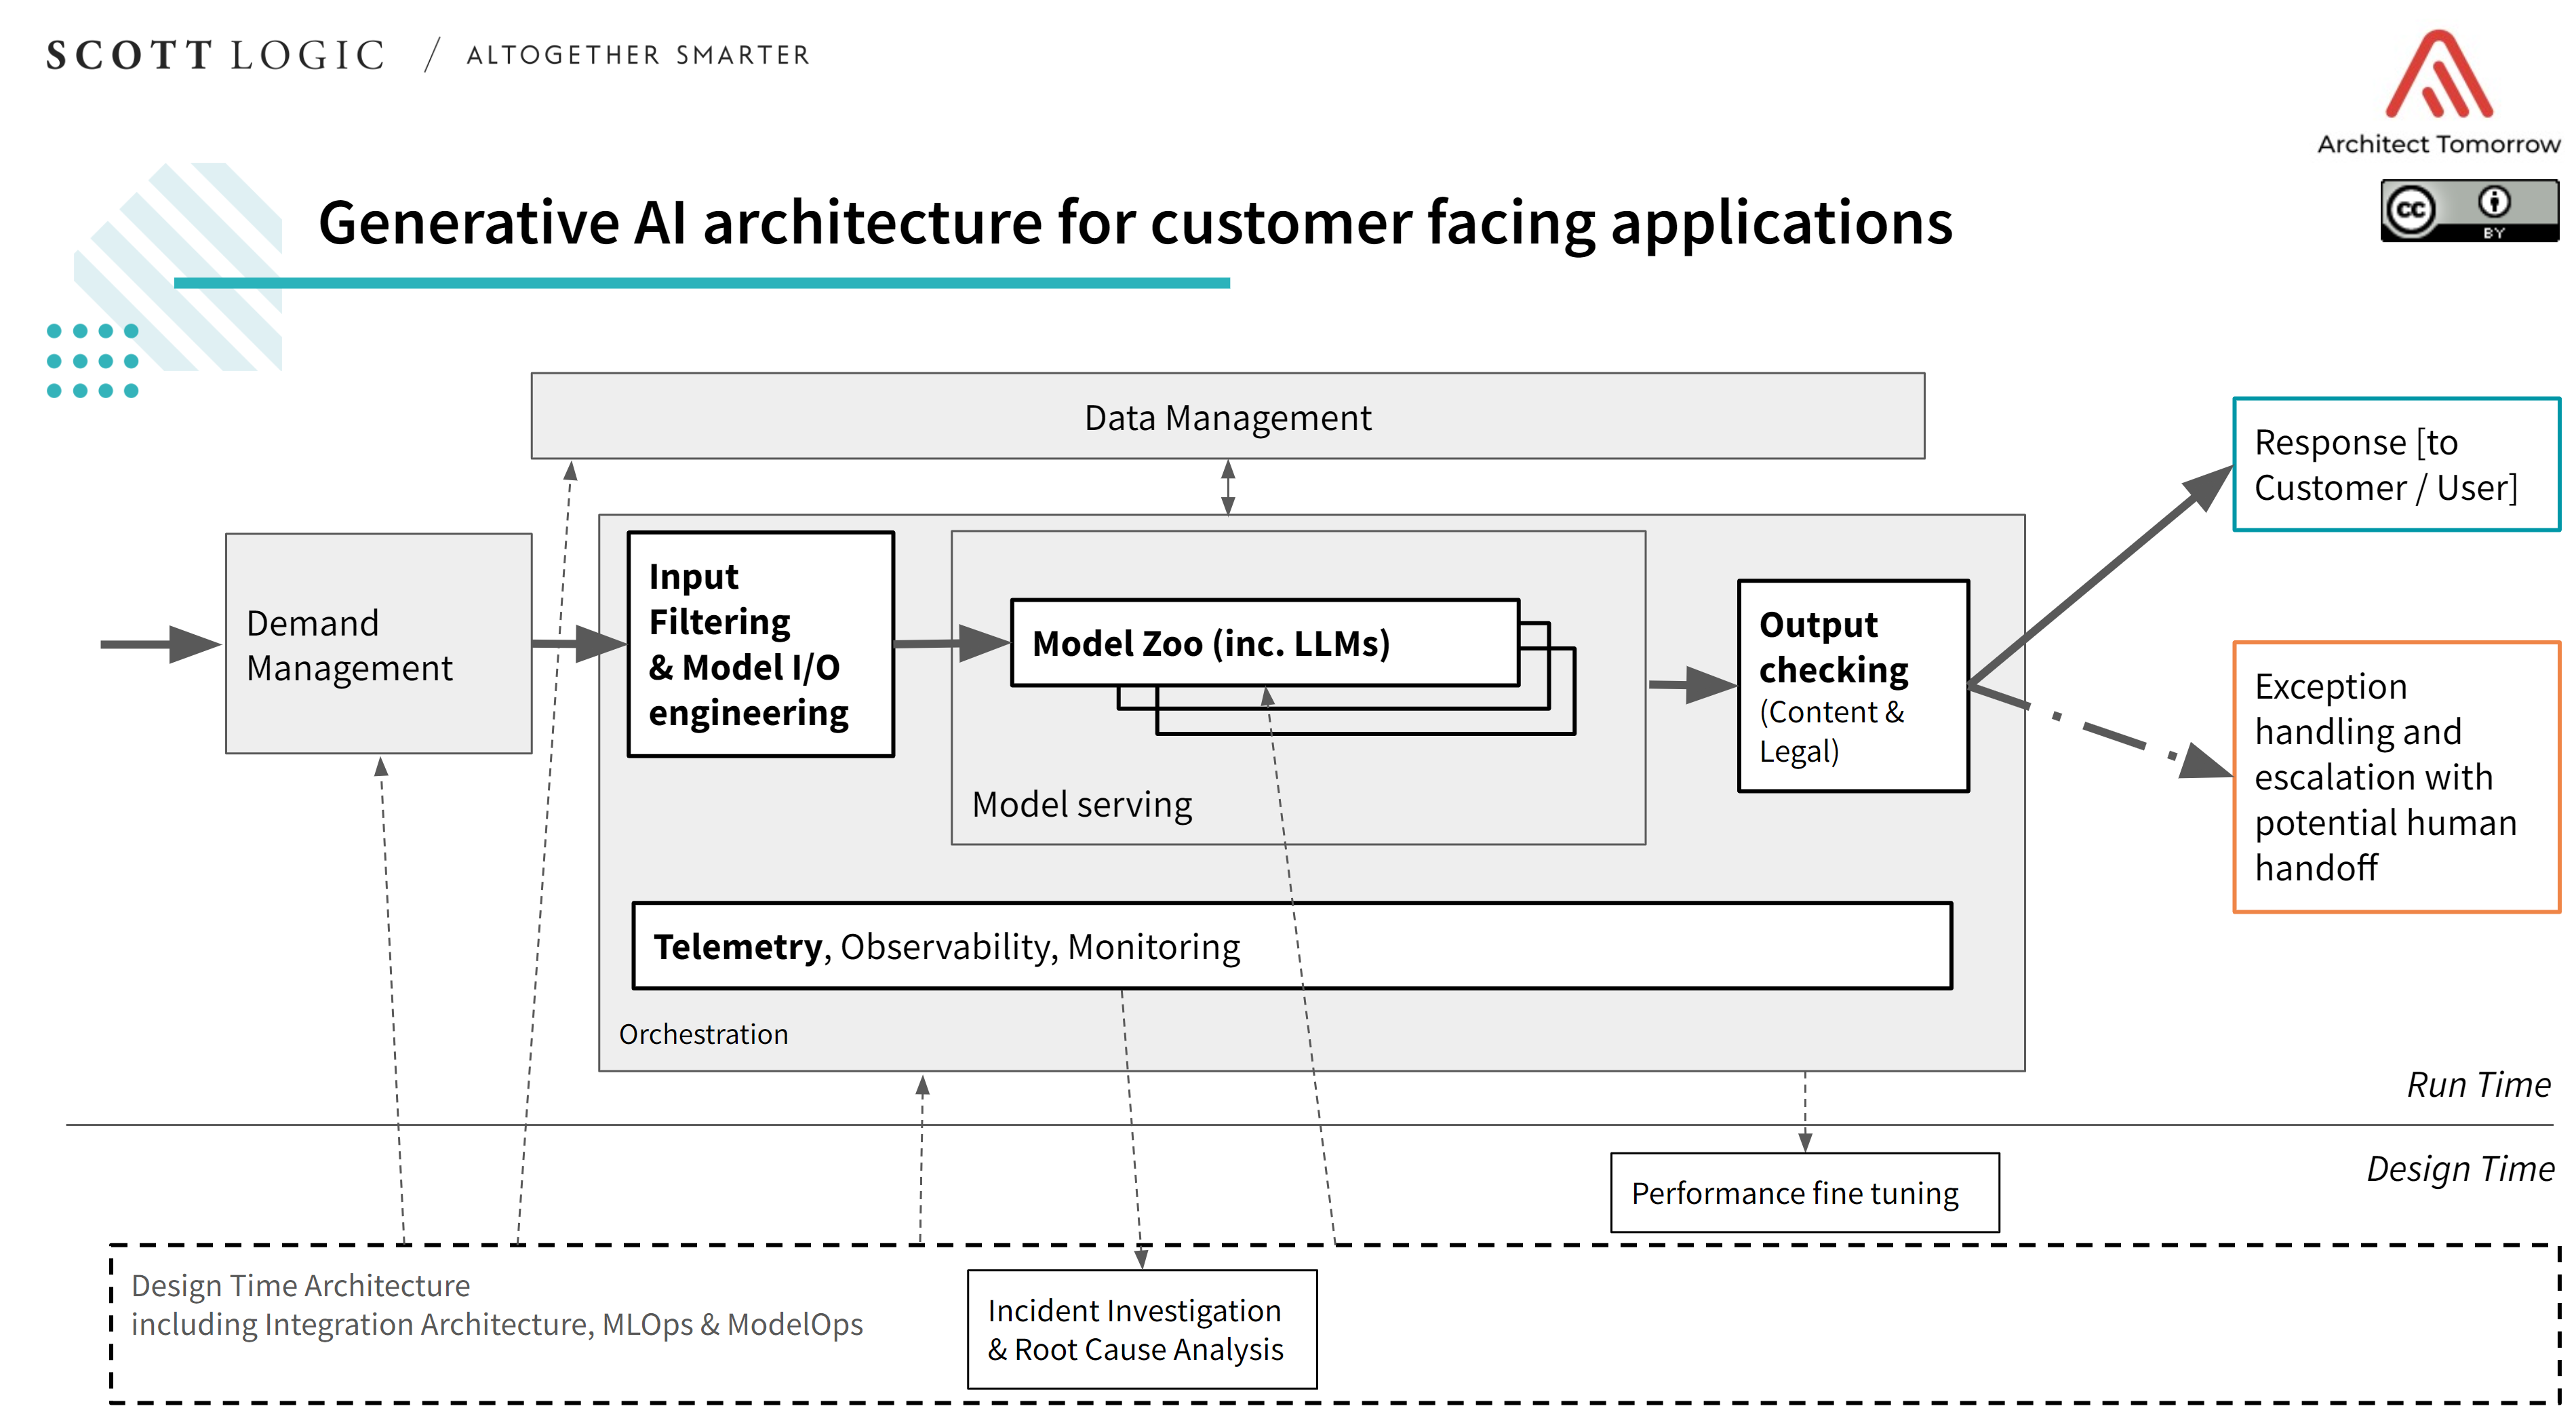 SCOTT LOGIC / ALTOGETHER SMARTER
Architect Tomorrow
cc
BY
Generative AI architecture for customer facing applications
Data Management
Demand
Management
Input
Filtering
& Model I/O
engineering
Model Zoo (inc. LLMs)
Model serving
Output
checking
(Content &
Legal)
Response [to
Customer / User]
Exception
handling and
escalation with
potential human
handoff
Telemetry, Observability, Monitoring
Orchestration
Run Time
Design Time
Performance fine tuning
Design Time Architecture
including Integration Architecture, MLOps & ModelOps
Incident Investigation
& Root Cause Analysis